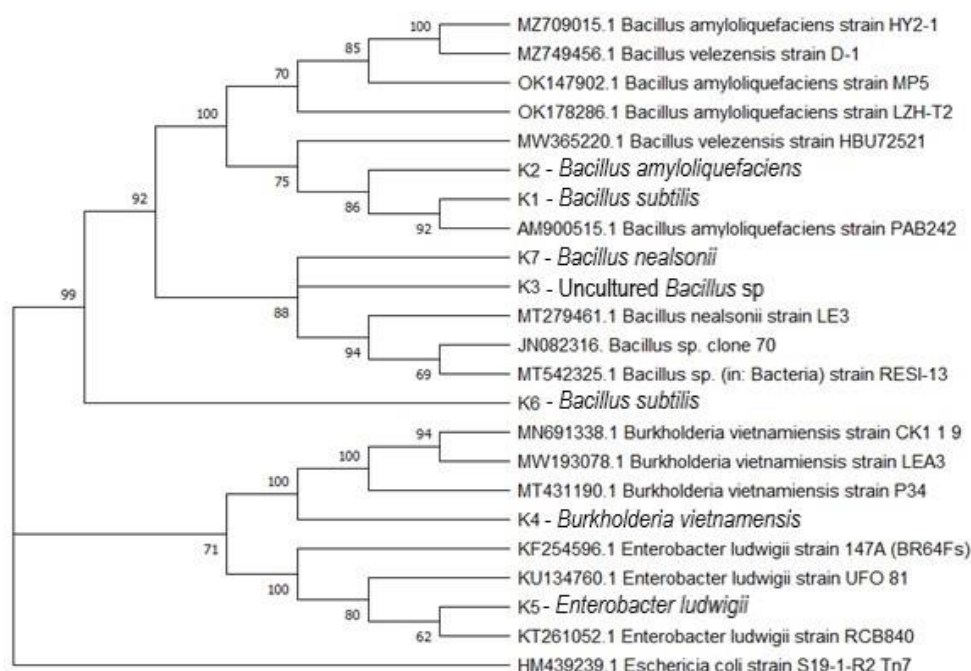 100
MZ709015.1 Bacillus amyloliquefaciens strain HY2-1
85
MZ749456.1 Bacillus velezensis strain D-1
70
OK147902.1 Bacillus amyloliquefaciens strain MP5
100
OK178286.1 Bacillus amyloliquefaciens strain LZH-T2
MW365220.1 Bacillus velezensis strain HBU72521
75
K2 - Bacillus amyloliquefaciens
92
86
K1 - Bacillus subtilis
92
AM900515.1 Bacillus amyloliquefaciens strain PAB242
K7 - Bacillus nealsonii
99
K3 - Uncultured Bacillus sp
88
MT279461.1 Bacillus nealsonii strain LE3
94
JN082316. Bacillus sp. clone 70
69
MT542325.1 Bacillus sp. (in: Bacteria) strain RESI-13
K6 - Bacillus subtilis
94
MN691338.1 Burkholderia vietnamiensis strain CK1 1 9
100
MW193078.1 Burkholderia vietnamiensis strain LEA3
100
MT431190.1 Burkholderia vietnamiensis strain P34
K4 - Burkholderia vietnamensis
71
KF254596.1 Enterobacter ludwigii strain 147A (BR64Fs)
100
KU134760.1 Enterobacter ludwigii strain UFO 81
80
K5 - Enterobacter ludwigii
62
KT261052.1 Enterobacter ludwigii strain RCB840
HM439239.1 Eschericia coli strain S19-1-R2 Tn7